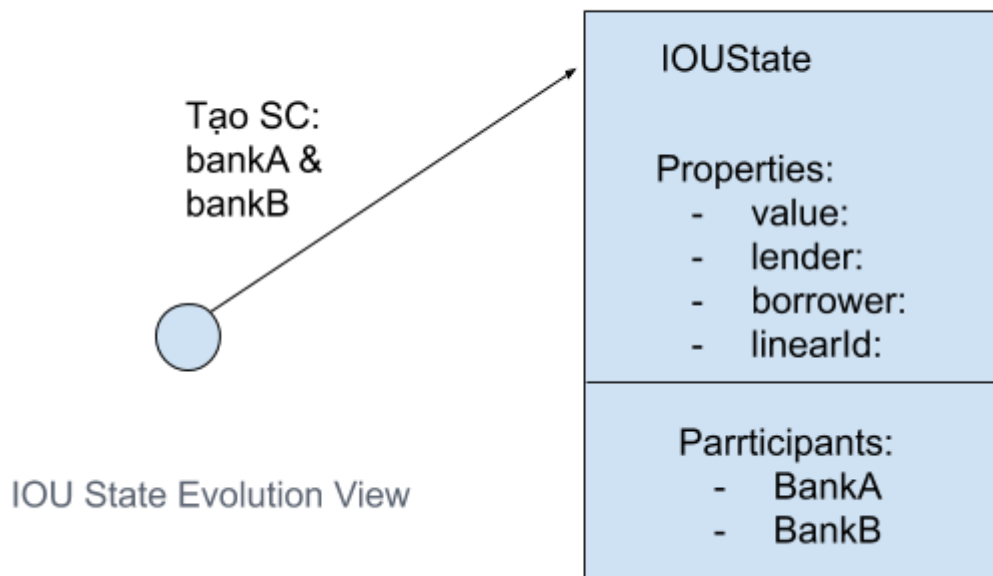 Tạo SC:
bankA &
bankB
IOU State Evolution View
IOUState
Properties:
- value:
- lender:
- borrower:
- linearId:
Parrticipants:
- BankA
- BankB